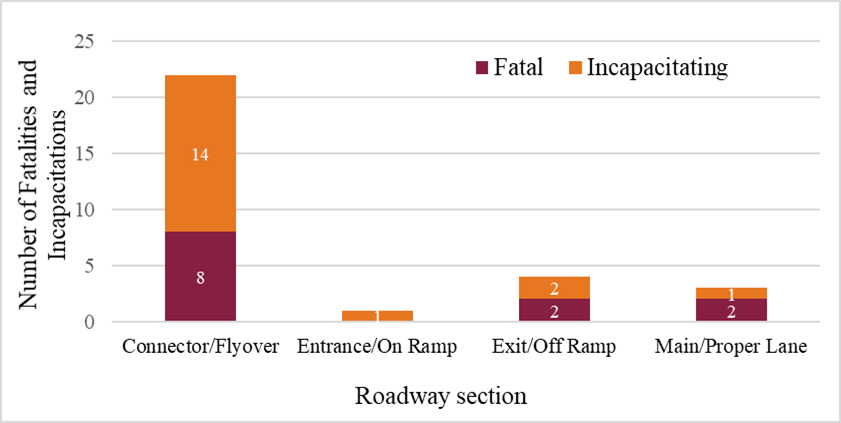 25
20
15
10
5
0
Number of Fatalities and
Incapacitations
Fatal
Incapacitating
14
8
1
2
2
1
2
Connector/Flyover
Entrance/On Ramp
Exit/Off Ramp
Main/Proper Lane
Roadway section